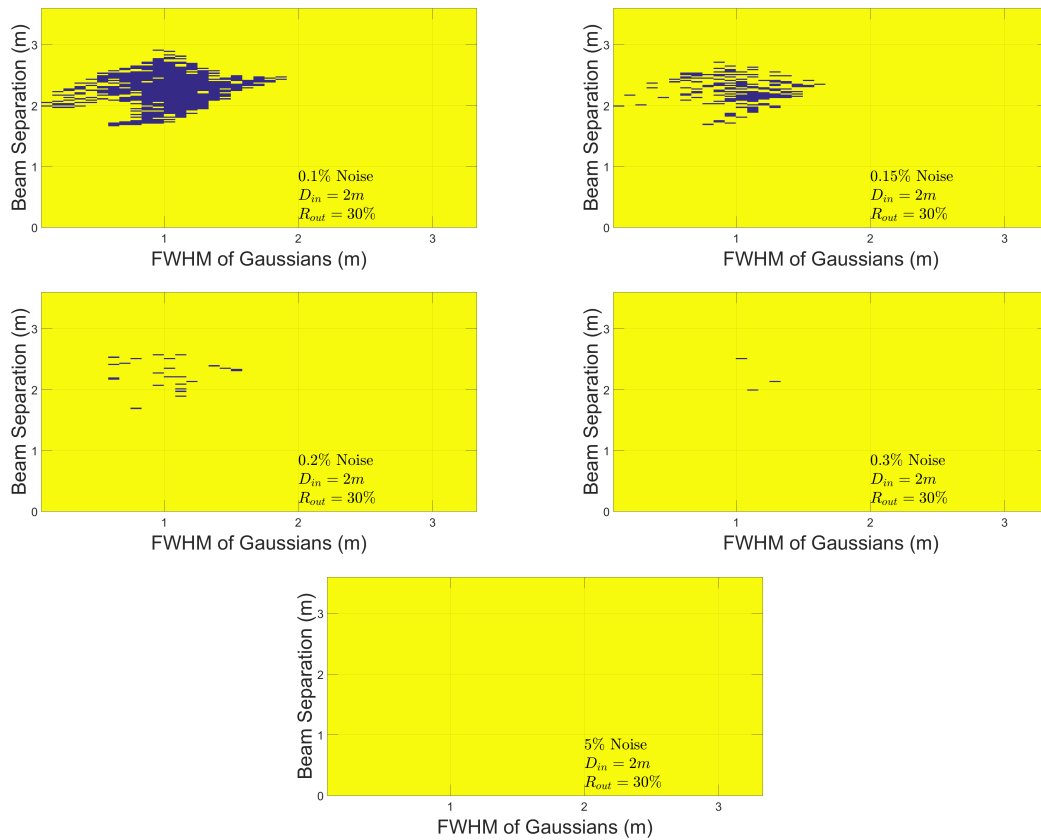 Beam Separation (m)
3
2
1
0
0.1% Noise
D_in = 2m
R_out = 30%
1 2 3
FWHM of Gaussians (m)
Beam Separation (m)
3
2
1
0
0.15% Noise
D_in = 2m
R_out = 30%
1 2 3
FWHM of Gaussians (m)
Beam Separation (m)
3
2
1
0
0.2% Noise
D_in = 2m
R_out = 30%
1 2 3
FWHM of Gaussians (m)
Beam Separation (m)
3
2
1
0
0.3% Noise
D_in = 2m
R_out = 30%
1 2 3
FWHM of Gaussians (m)
Beam Separation (m)
3
2
1
0
5% Noise
D_in = 2m
R_out = 30%
1 2 3
FWHM of Gaussians (m)